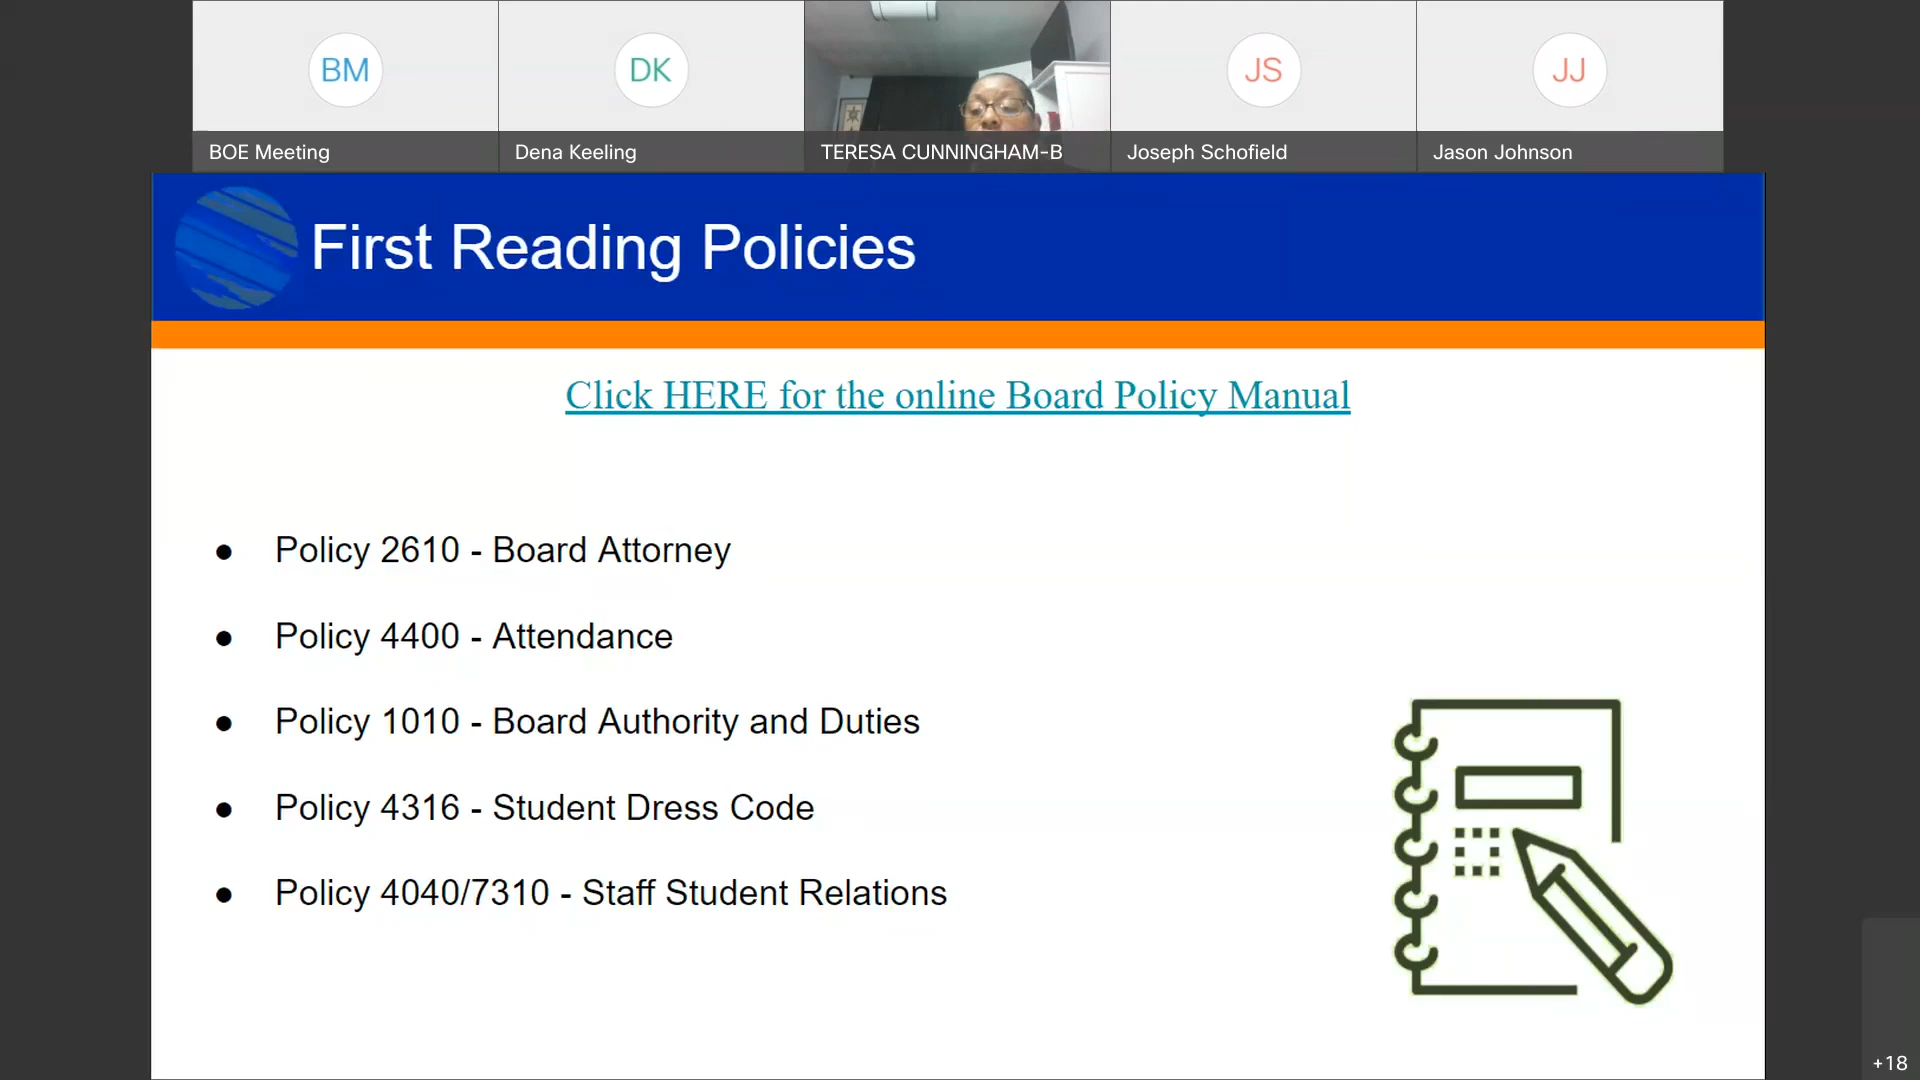 BM
DK
JS
JJ
BOE Meeting
Dena Keeling
TERESA CUNNINGHAM-B
Joseph Schofield
Jason Johnson
First Reading Policies
Click HERE for the online Board Policy Manual
● Policy 2610 - Board Attorney
● Policy 4400 - Attendance
● Policy 1010 - Board Authority and Duties
● Policy 4316 - Student Dress Code
● Policy 4040/7310 - Staff Student Relations
+18